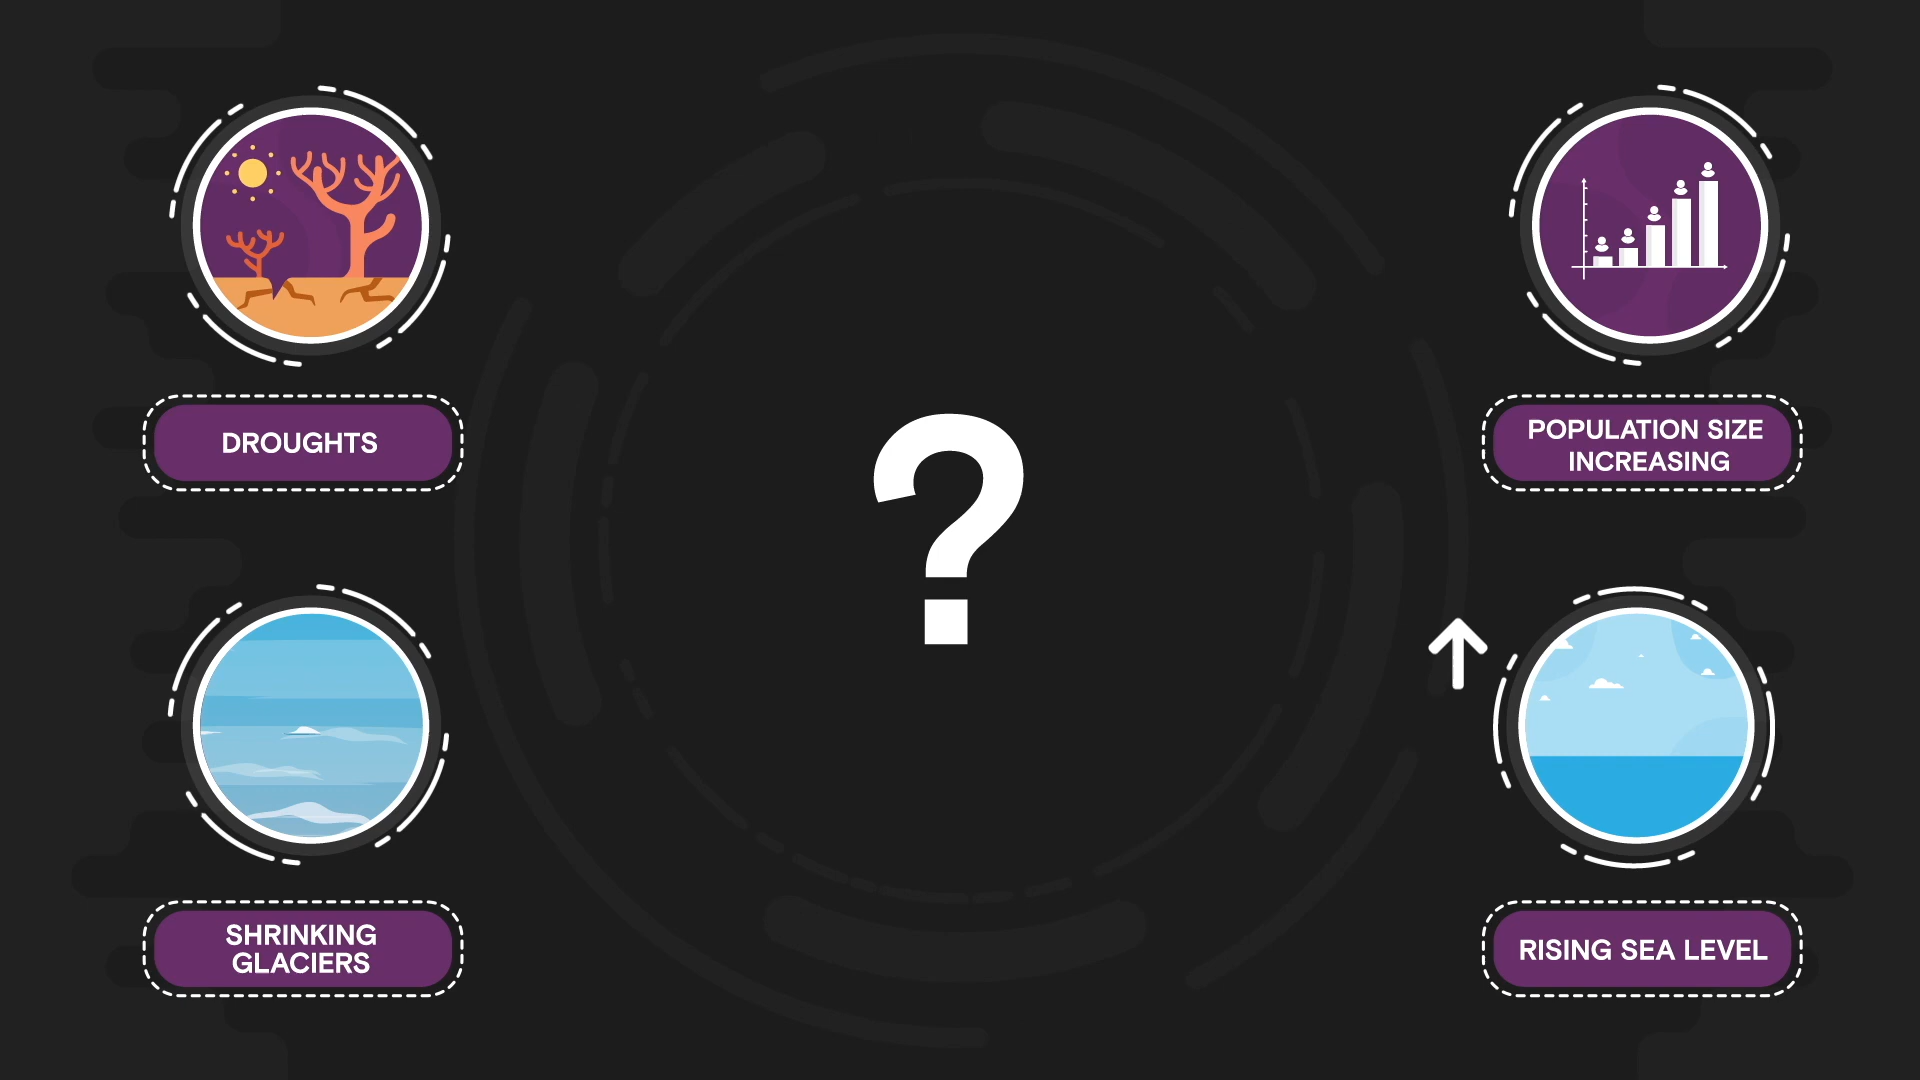 DROUGHTS
POPULATION SIZE
INCREASING
?
SHRINKING
GLACIERS
RISING SEA LEVEL